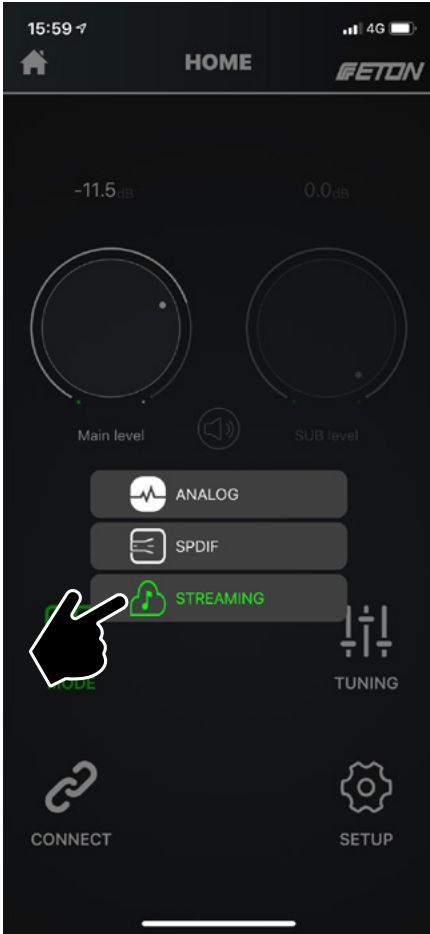 15:59
4G
HOME
ETON
-11.5dB
0.0dB
Main level
SUB level
ANALOG
SPDIF
STREAMING
MODE
TUNING
CONNECT
SETUP